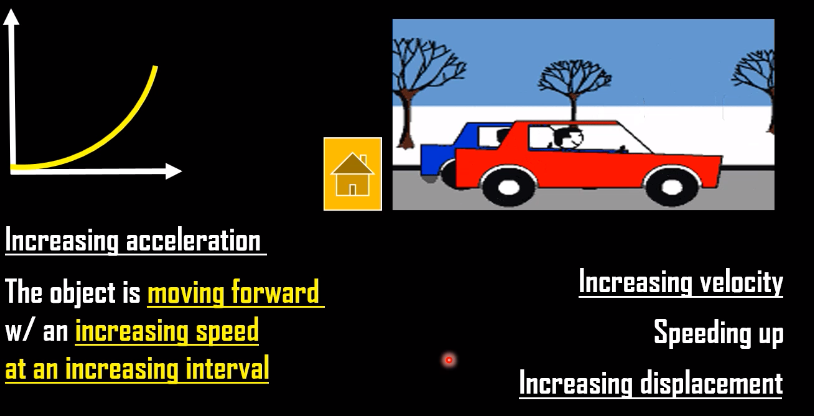 Increasing acceleration
The object is moving forward
w/ an increasing speed
at an increasing interval
Increasing velocity
Speeding up
Increasing displacement